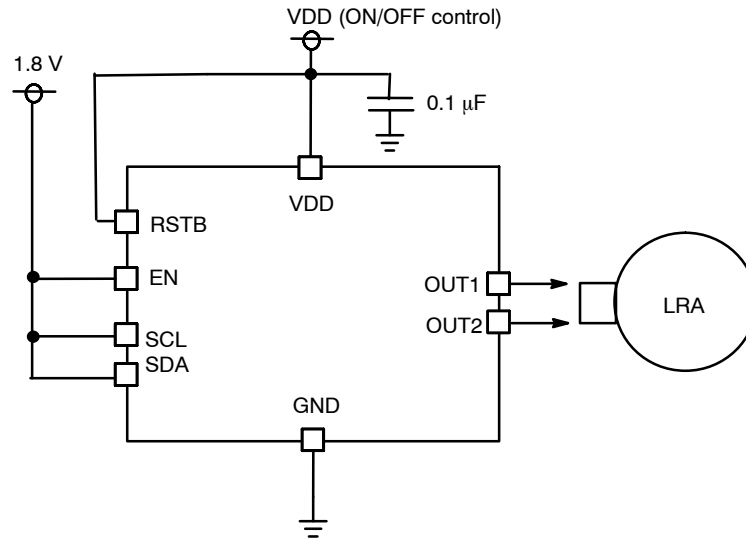 VDD (ON/OFF control)
1.8 V
0.1 μF
VDD
RSTB
EN
OUT1
LRA
OUT2
SCL
SDA
GND